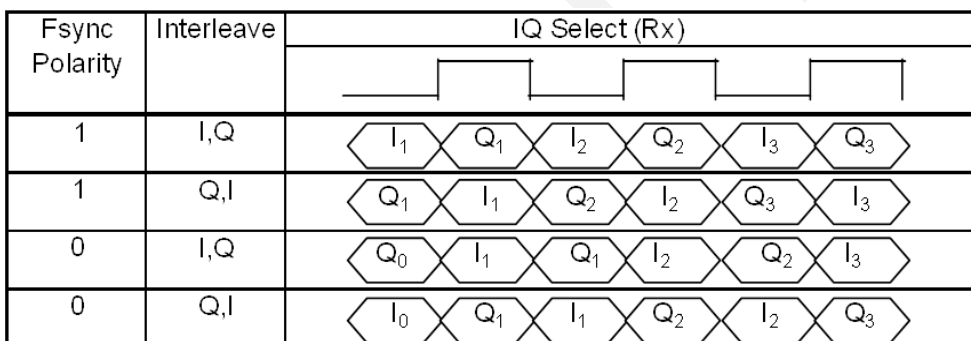 Fsync Polarity Interleave IQ Select (Rx)
1 I,Q I₁ Q₁ I₂ Q₂ I₃ Q₃
1 Q,I Q₁ I₁ Q₂ I₂ Q₃ I₃
0 I,Q Q₀ I₁ Q₁ I₂ Q₂ I₃
0 Q,I I₀ Q₁ I₁ Q₂ I₂ Q₃